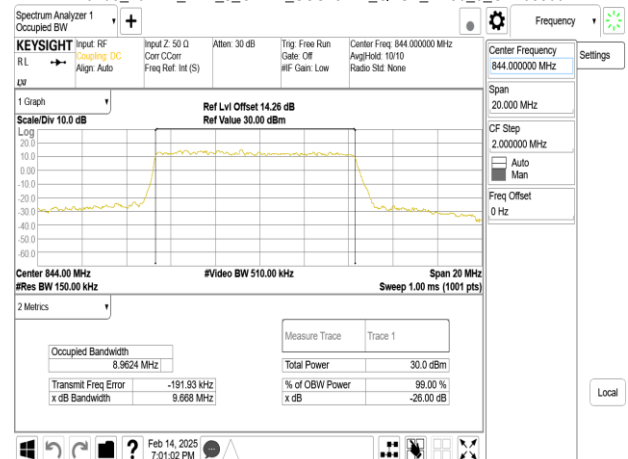 Spectrum Analyzer 1
Occupied BW
Frequency
KEYSIGHT
RL
LXI
Input: RF
Coupling: DC
Align: Auto
Input Z: 50 Ω
Corr CCorr
Freq Ref: Int (S)
Atten: 30 dB
Trig: Free Run
Gate: Off
#IF Gain: Low
Center Freq: 844.000000 MHz
Avg|Hold: 10/10
Radio Std: None
Center Frequency
844.000000 MHz
Settings
Span
20.000 MHz
CF Step
2.000000 MHz
Auto
Man
Freq Offset
0 Hz
Local
1 Graph
Scale/Div 10.0 dB
Ref Lvl Offset 14.26 dB
Ref Value 30.00 dBm
Log
20.0
10.0
0.00
-10.0
-20.0
-30.0
-40.0
-50.0
-60.0
Center 844.00 MHz
#Video BW 510.00 kHz
Span 20 MHz
#Res BW 150.00 kHz
Sweep 1.00 ms (1001 pts)
2 Metrics
Measure Trace
Trace 1
Occupied Bandwidth
8.9624 MHz
Total Power
30.0 dBm
Transmit Freq Error
-191.93 kHz
% of OBW Power
99.00 %
x dB Bandwidth
9.668 MHz
x dB
-26.00 dB
?
Feb 14, 2025
7:01:02 PM